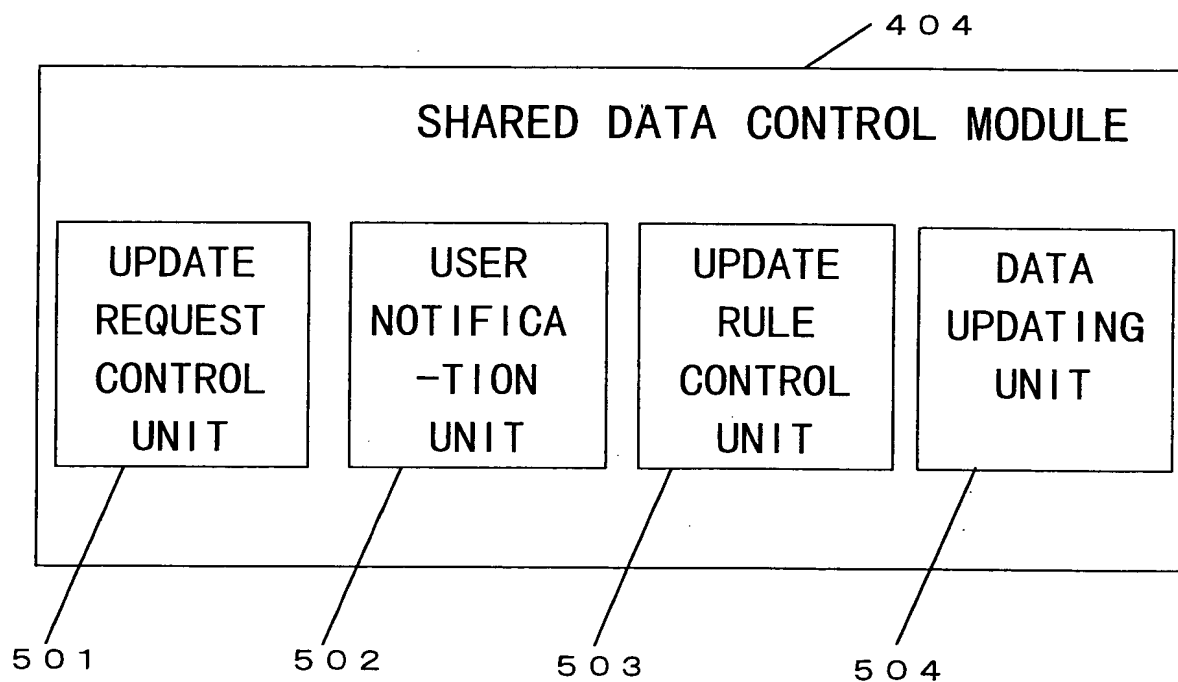 404
SHARED DATA CONTROL MODULE
UPDATE
REQUEST
CONTROL
UNIT
USER
NOTIFICA
-TION
UNIT
UPDATE
RULE
CONTROL
UNIT
DATA
UPDATING
UNIT
501
502
503
504